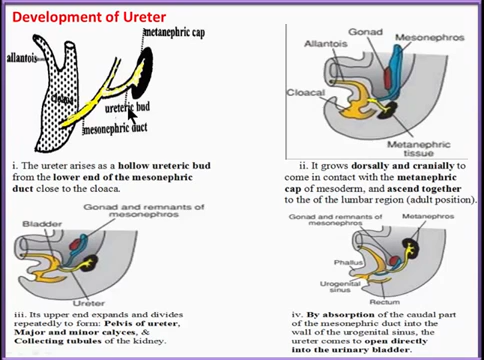 Development of Ureter
metanephric cap
allantois
cloaca
ureteric bud
mesonephric duct
Gonad
Mesonephros
Allantois
Cloacal
Metanephric
tissue
i. The ureter arises as a hollow ureteric bud
from the lower end of the mesonephric
duct close to the cloaca.
ii. It grows dorsally and cranially to
come in contact with the metanephric
cap of mesoderm, and ascend together
to the of the lumbar region (adult position).
Gonad and remnants of
mesonephros
Bladder
Ureter
Gonad and remnants of
mesonephros
Metanephros
Phallus
Urogenital
sinus
Rectum
iii. Its upper end expands and divides
repeatedly to form: Pelvis of ureter,
Major and minor calyces, &
Collecting tubules of the kidney.
iv. By absorption of the caudal part
of the mesonephric duct into the
wall of the urogenital sinus, the
ureter comes to open directly
into the urinary bladder.